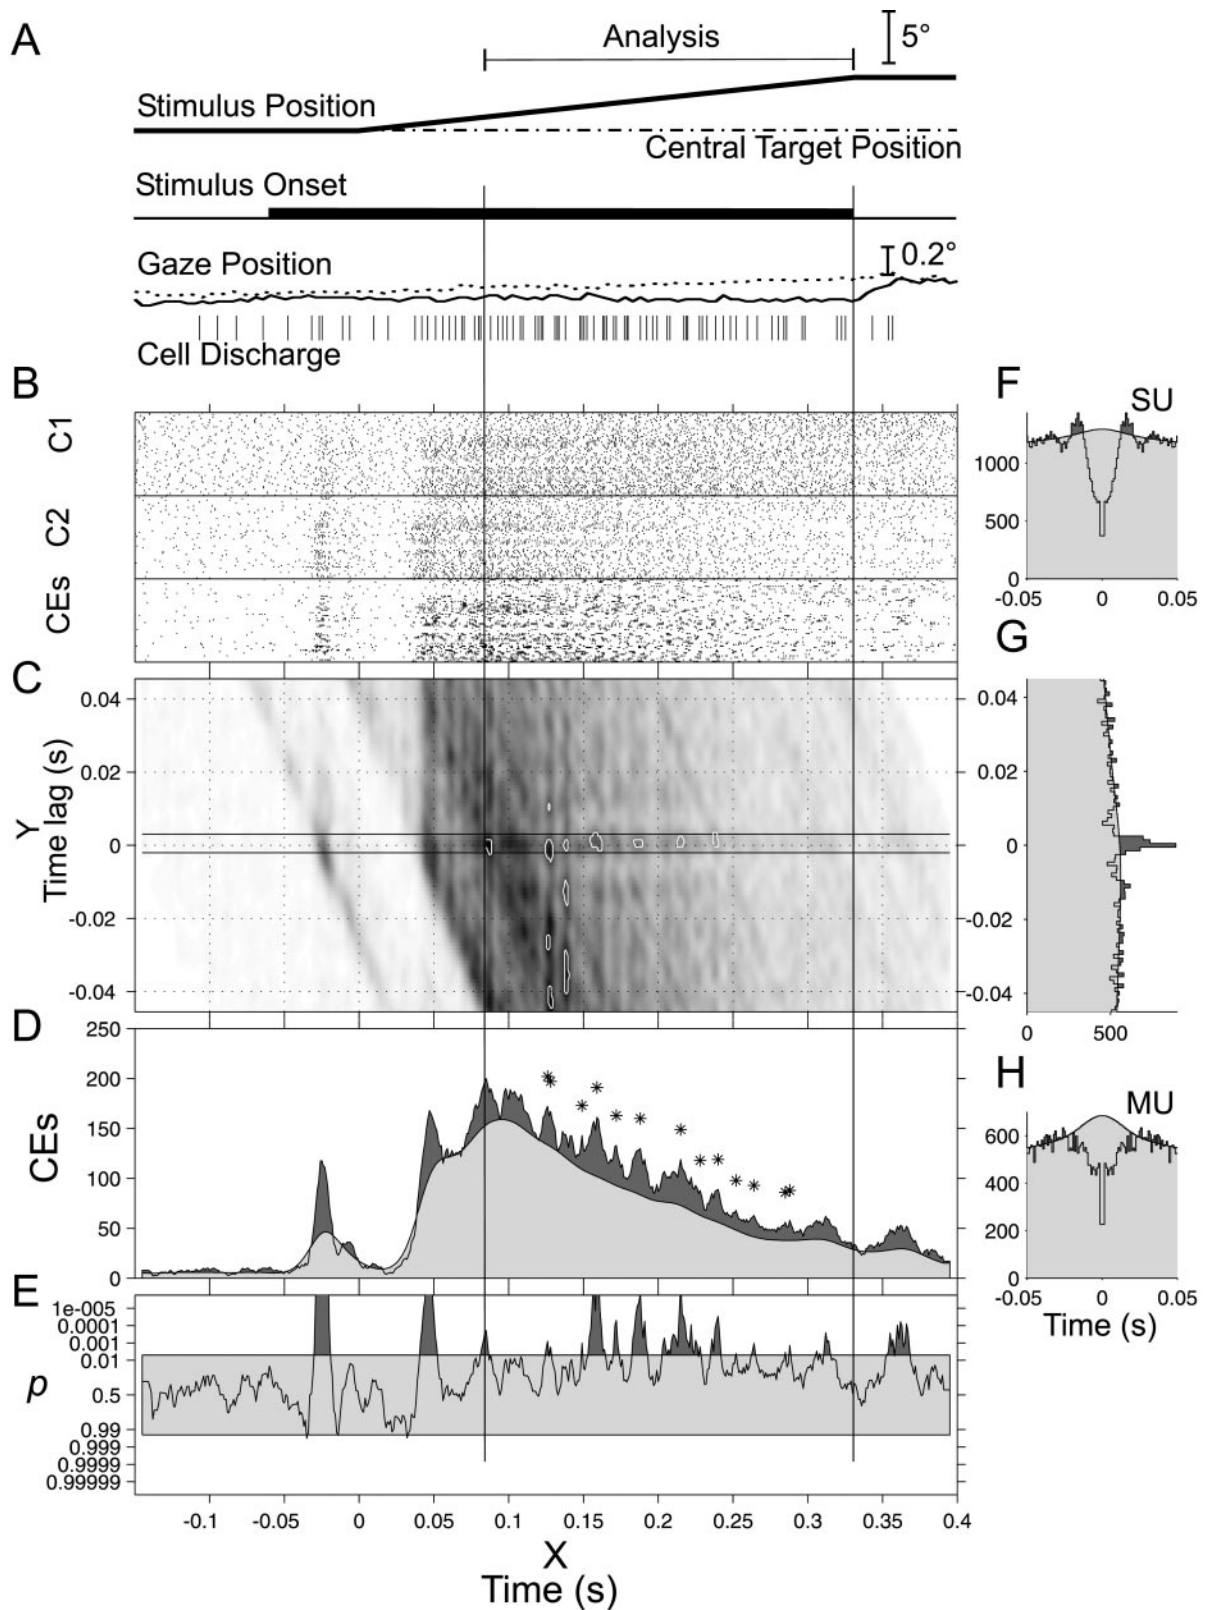 A
Analysis
5°
Stimulus Position
Central Target Position
Stimulus Onset
Gaze Position
0.2°
Cell Discharge
B
C1
C2
CEs
F
SU
1000
500
0
-0.05 0 0.05
C
Y
Time lag (s)
0.04
0.02
0
-0.02
-0.04
G
0.04
0.02
0
-0.02
-0.04
0 500
D
CEs
250
200
150
100
50
0
H
MU
600
400
200
0
-0.05 0 0.05
Time (s)
E
p
1e-005
0.0001
0.001
0.01
0.5
0.99
0.999
0.9999
0.99999
-0.1 -0.05 0 0.05 0.1 0.15 0.2 0.25 0.3 0.35 0.4
X
Time (s)